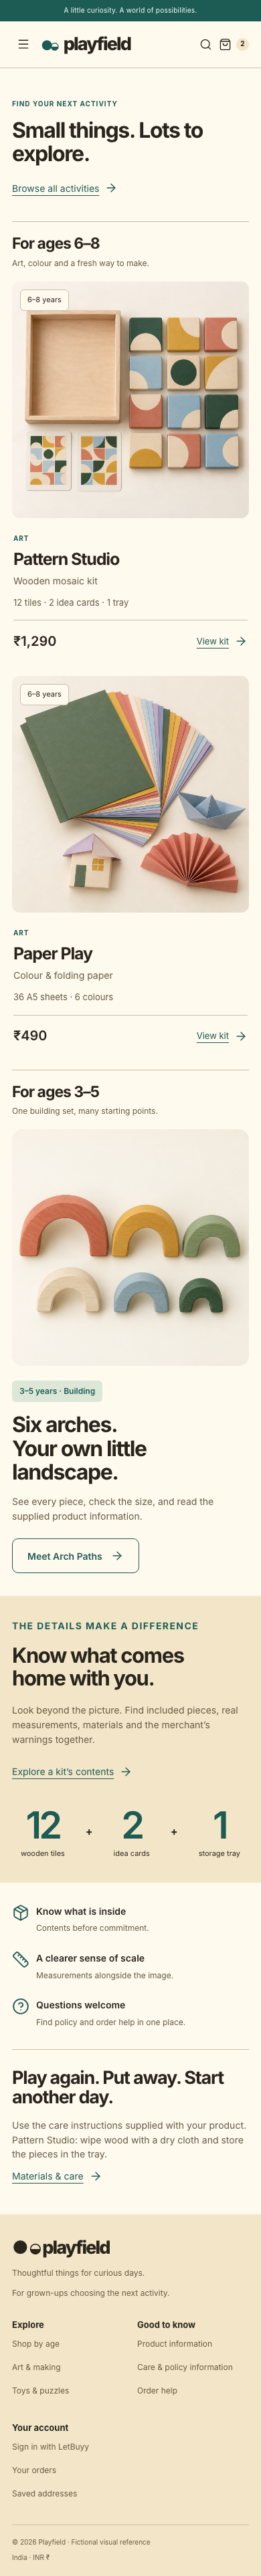 A little curiosity. A world of possibilities.
playfield
2
FIND YOUR NEXT ACTIVITY
Small things. Lots to
explore.
Browse all activities
For ages 6–8
Art, colour and a fresh way to make.
6–8 years
ART
Pattern Studio
Wooden mosaic kit
12 tiles · 2 idea cards · 1 tray
₹1,290
View kit
6–8 years
ART
Paper Play
Colour & folding paper
36 A5 sheets · 6 colours
₹490
View kit
For ages 3–5
One building set, many starting points.
3–5 years · Building
Six arches.
Your own little
landscape.
See every piece, check the size, and read the
supplied product information.
Meet Arch Paths
THE DETAILS MAKE A DIFFERENCE
Know what comes
home with you.
Look beyond the picture. Find included pieces, real
measurements, materials and the merchant's
warnings together.
Explore a kit's contents
12 + 2 + 1
wooden tiles idea cards storage tray
Know what is inside
Contents before commitment.
A clearer sense of scale
Measurements alongside the image.
Questions welcome
Find policy and order help in one place.
Play again. Put away. Start
another day.
Use the care instructions supplied with your product.
Pattern Studio: wipe wood with a dry cloth and store
the pieces in the tray.
Materials & care
playfield
Thoughtful things for curious days.
For grown-ups choosing the next activity.
Explore
Shop by age
Art & making
Toys & puzzles
Good to know
Product information
Care & policy information
Order help
Your account
Sign in with LetBuyy
Your orders
Saved addresses
© 2026 Playfield · Fictional visual reference
India · INR ₹